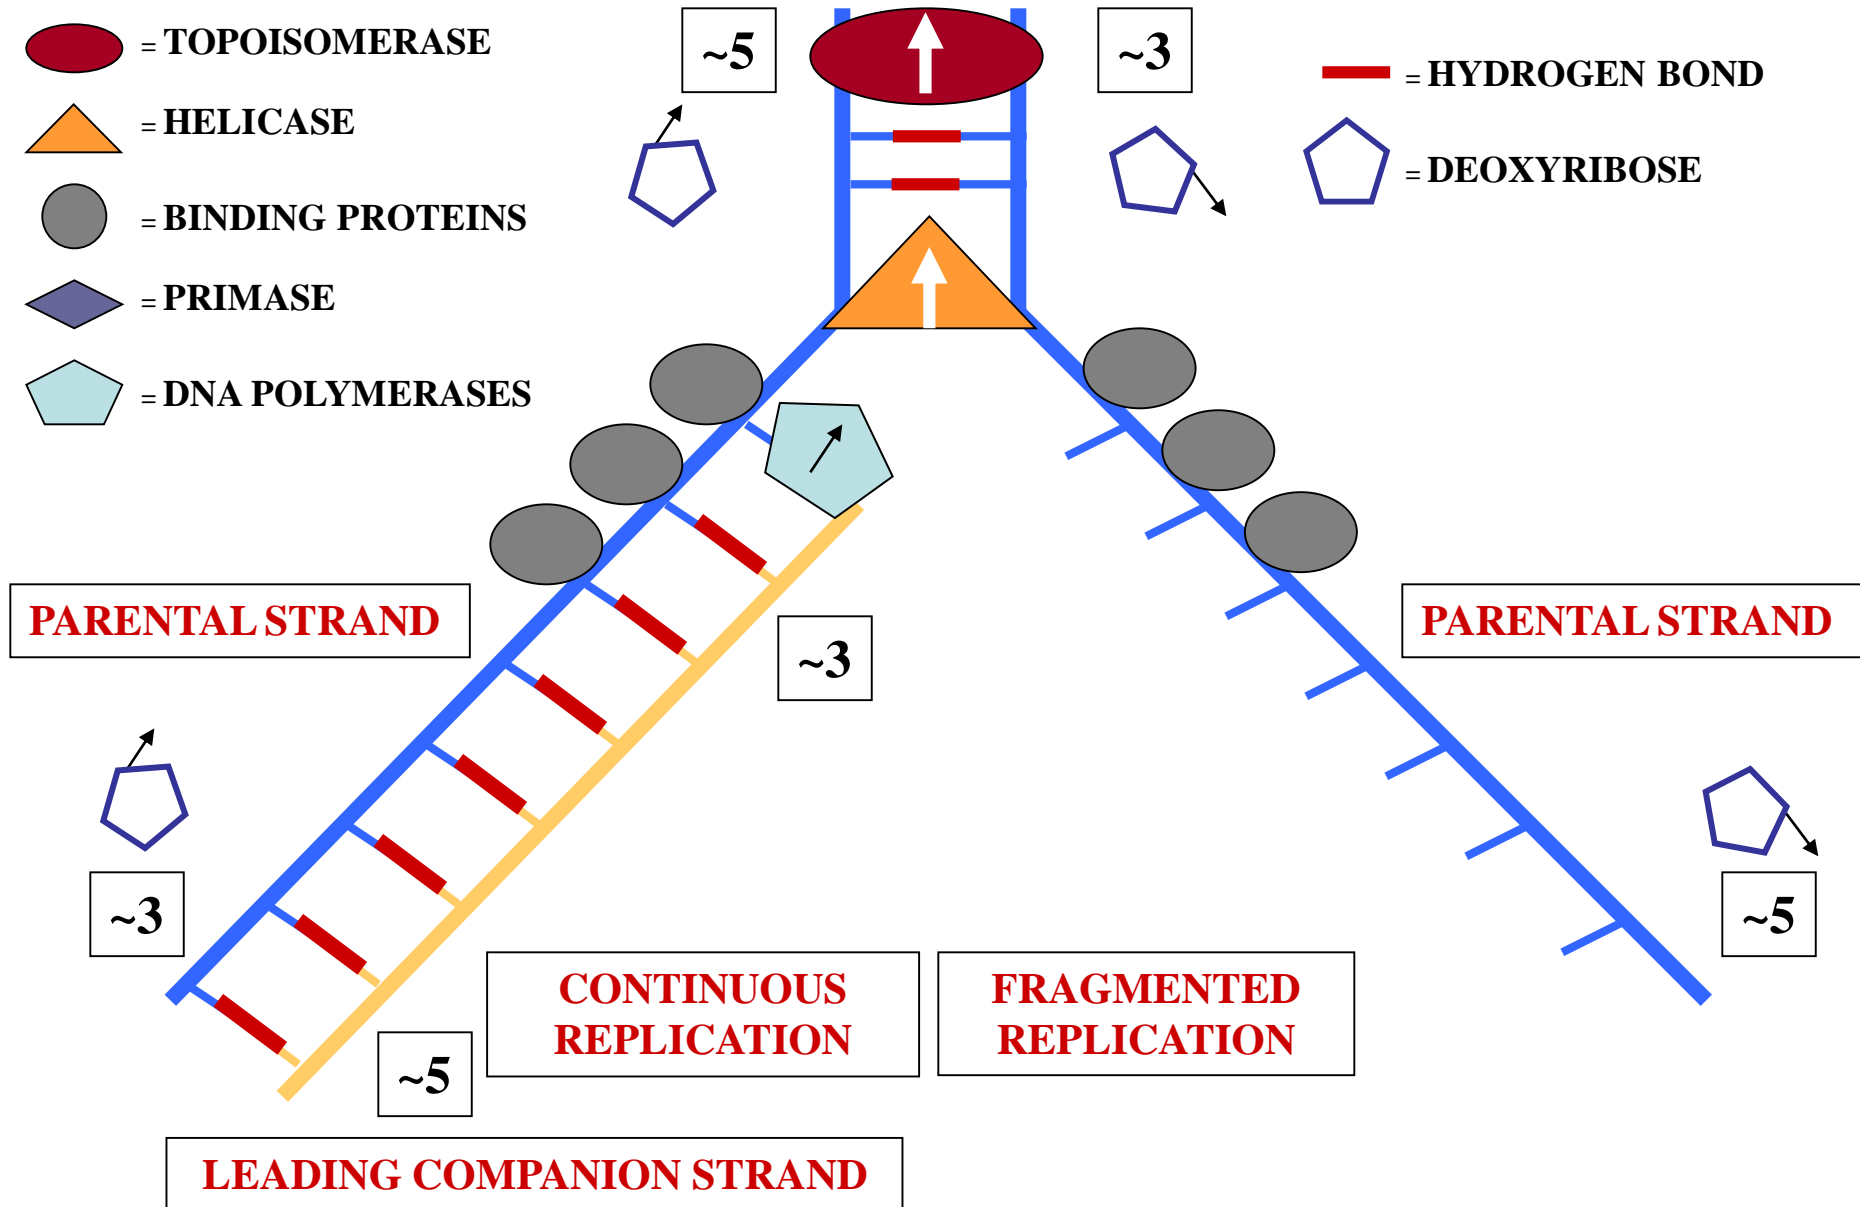 = TOPOISOMERASE
~5
~3
= HYDROGEN BOND
= HELICASE
= DEOXYRIBOSE
= BINDING PROTEINS
= PRIMASE
= DNA POLYMERASES
PARENTAL STRAND
~3
PARENTAL STRAND
~3
~5
CONTINUOUS
REPLICATION
FRAGMENTED
REPLICATION
~5
LEADING COMPANION STRAND